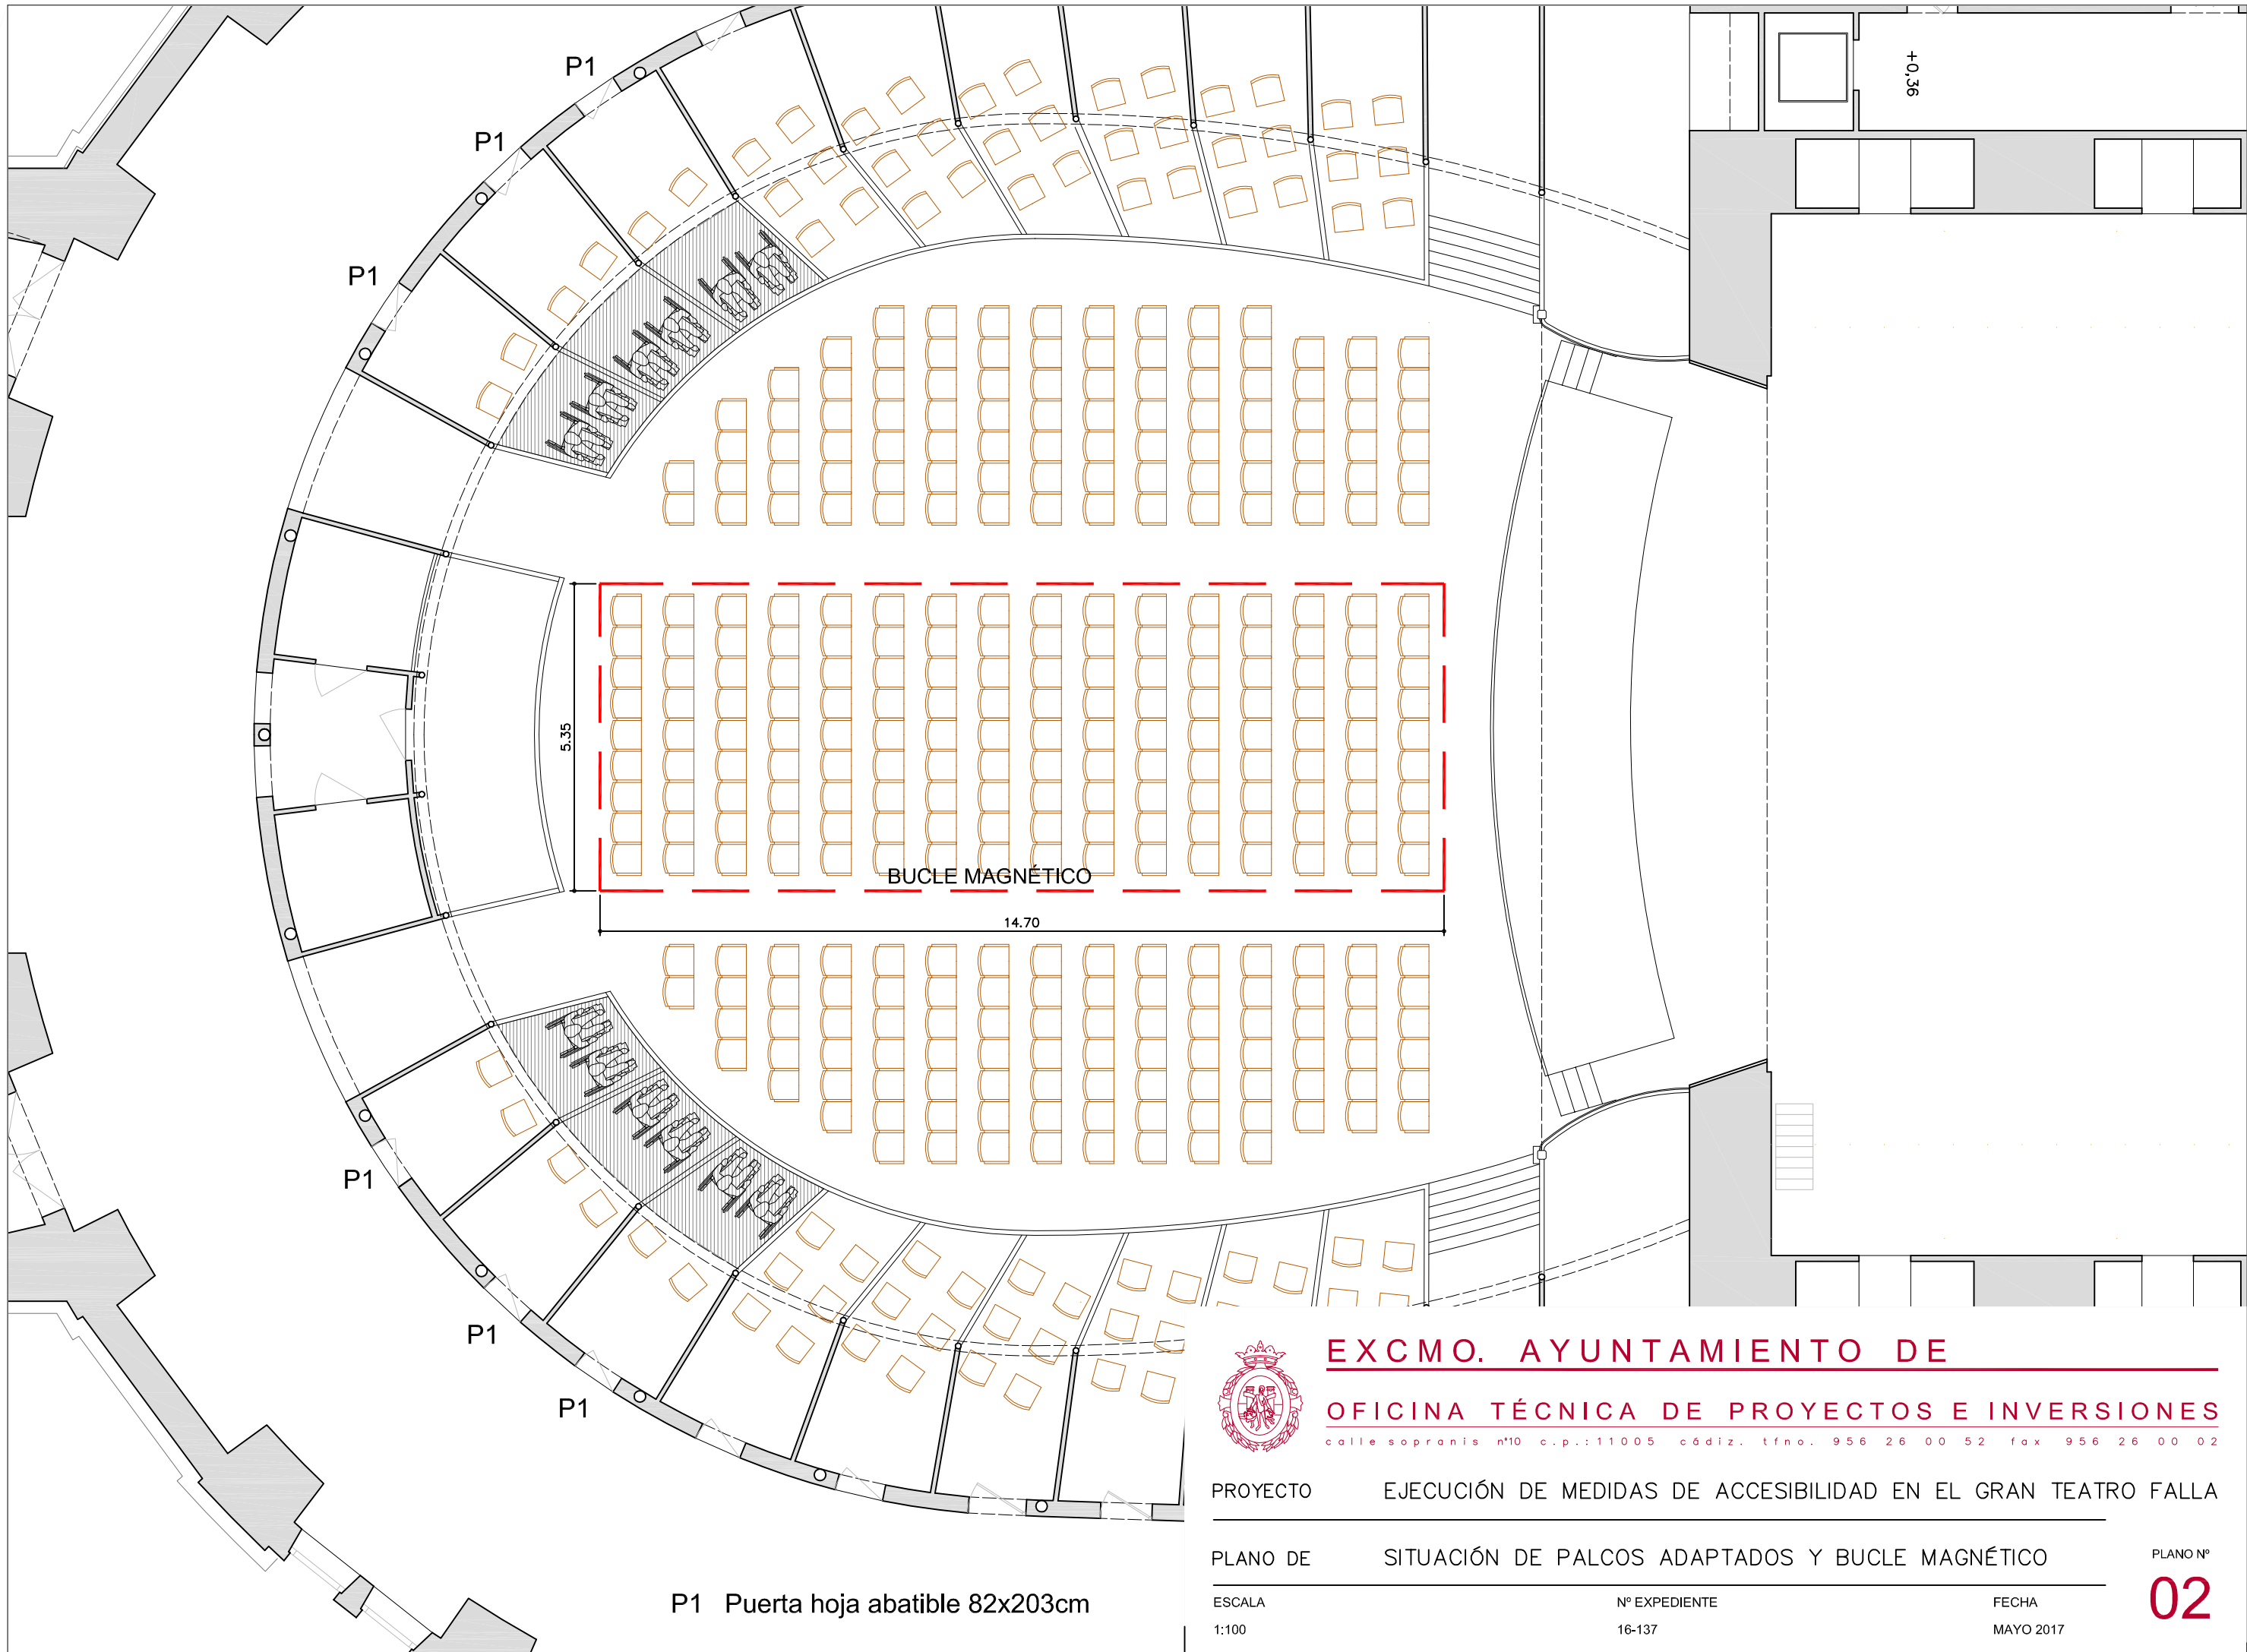 P1
+0,36
P1
P1
5.35
BUCLE MAGNÉTICO
14.70
P1
P1
P1
P1 Puerta hoja abatible 82x203cm
EXCMO. AYUNTAMIENTO DE
OFICINA TÉCNICA DE PROYECTOS E INVERSIONES
calle sopranis nº10 c.p.:11005 cádiz. tfno. 956 26 00 52 fax 956 26 00 02
PROYECTO EJECUCIÓN DE MEDIDAS DE ACCESIBILIDAD EN EL GRAN TEATRO FALLA
PLANO DE SITUACIÓN DE PALCOS ADAPTADOS Y BUCLE MAGNÉTICO
PLANO Nº
02
ESCALA Nº EXPEDIENTE FECHA
1:100 16-137 MAYO 2017